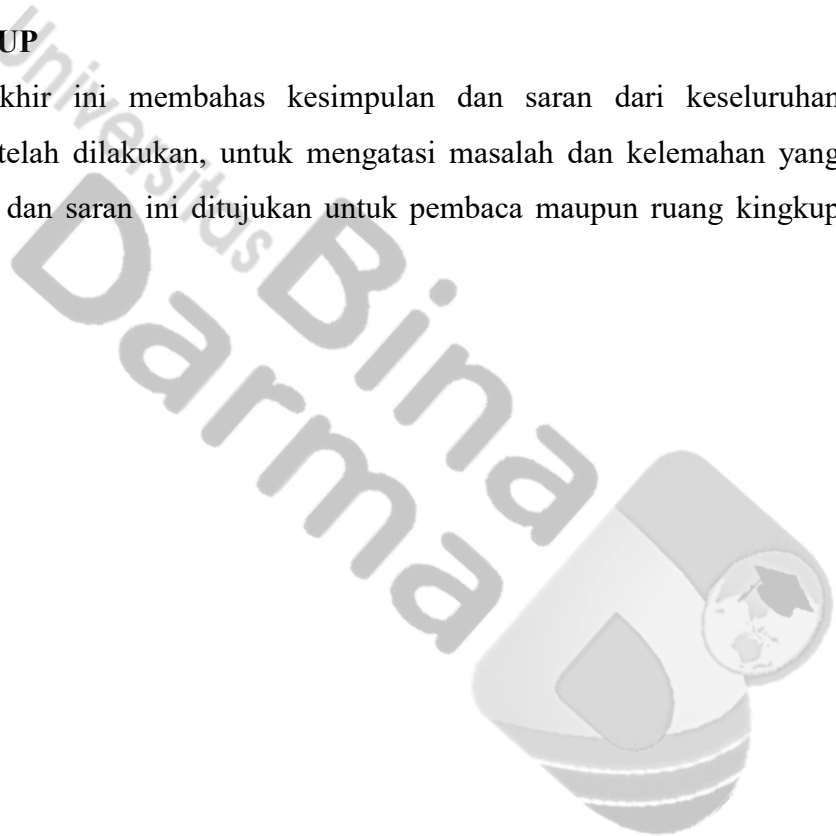 UP
khir ini membahas kesimpulan dan saran dari keseluruhan
telah dilakukan, untuk mengatasi masalah dan kelemahan yang
dan saran ini ditujukan untuk pembaca maupun ruang kingkup
Universitas
Bina
Darma